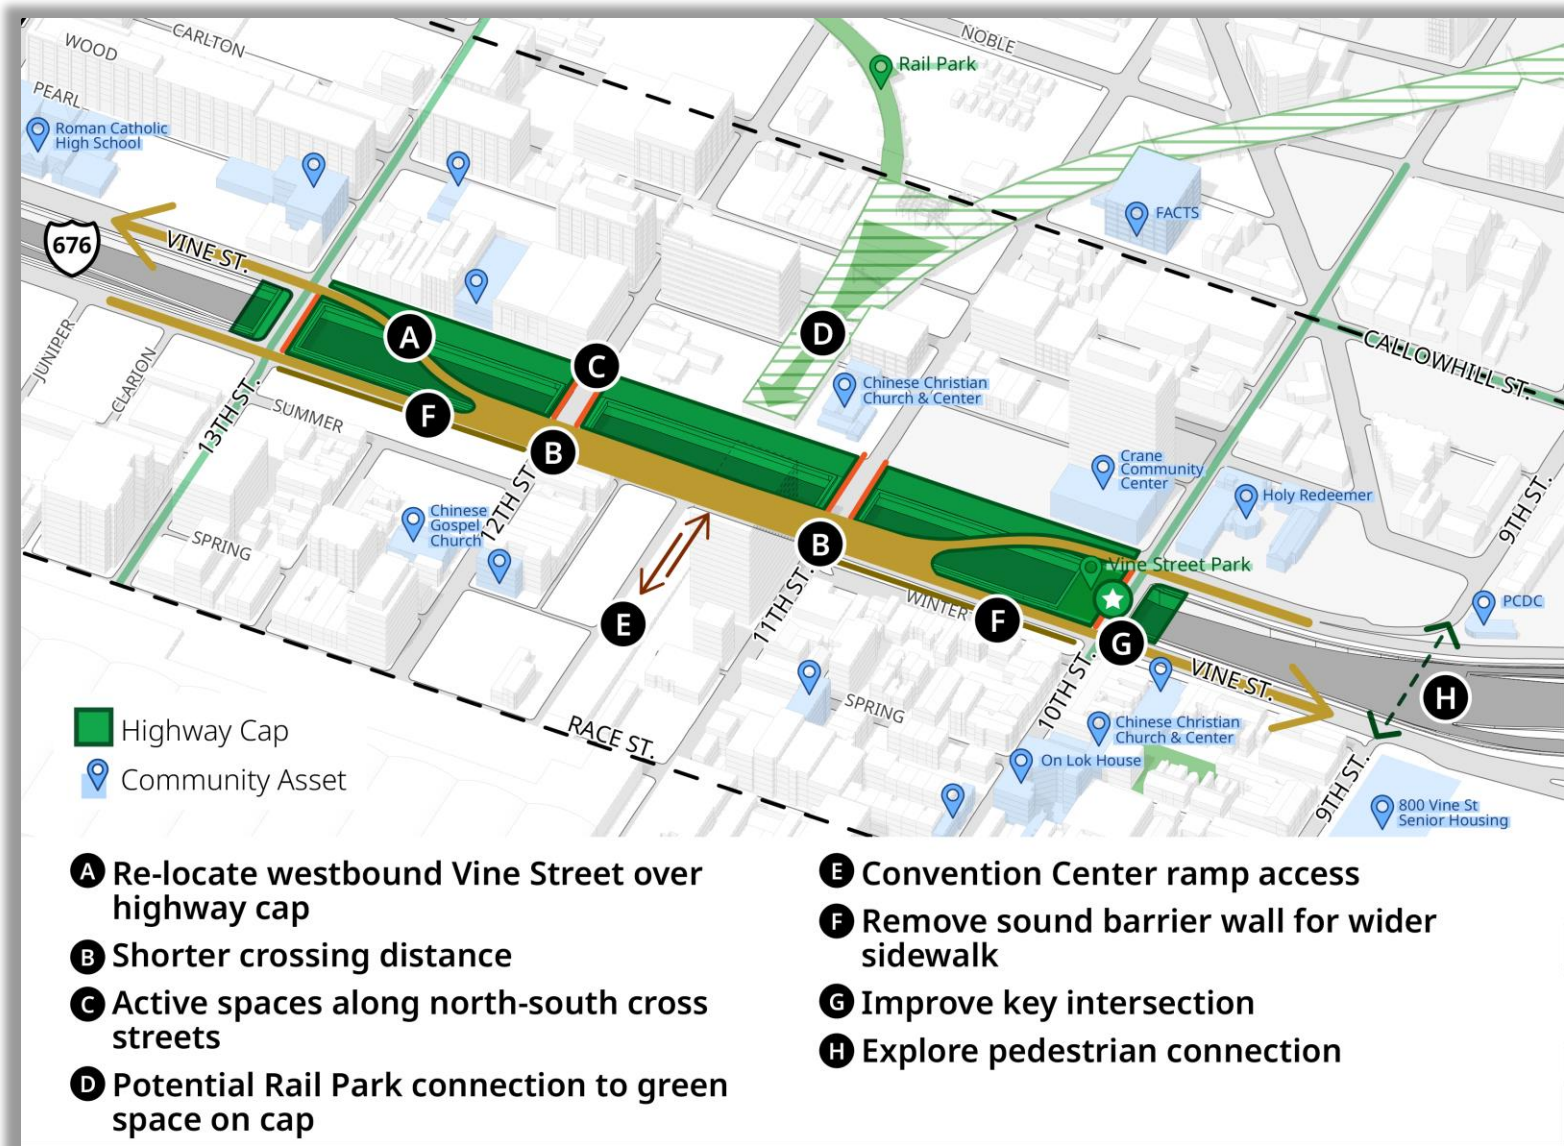 CARLTON
WOOD
NOBLE
Rail Park
PEARL
Roman Catholic
High School
FACTS
676
VINE ST.
JUNIPER
CLARION
13TH ST.
SUMMER
A
C
D
F
B
CALLOWHILL ST.
Chinese Christian
Church & Center
Crane
Community
Center
Holy Redeemer
9TH ST.
Chinese
Gospel
Church
12TH ST.
SPRING
B
11TH ST.
WINTER
Vine Street Park
PCDC
E
F
G
H
VINE ST.
10TH ST.
SPRING
RACE ST.
Chinese Christian
Church & Center
On Lok House
9TH ST.
800 Vine St
Senior Housing
Highway Cap
Community Asset
A Re-locate westbound Vine Street over
highway cap
B Shorter crossing distance
C Active spaces along north-south cross
streets
D Potential Rail Park connection to green
space on cap
E Convention Center ramp access
F Remove sound barrier wall for wider
sidewalk
G Improve key intersection
H Explore pedestrian connection